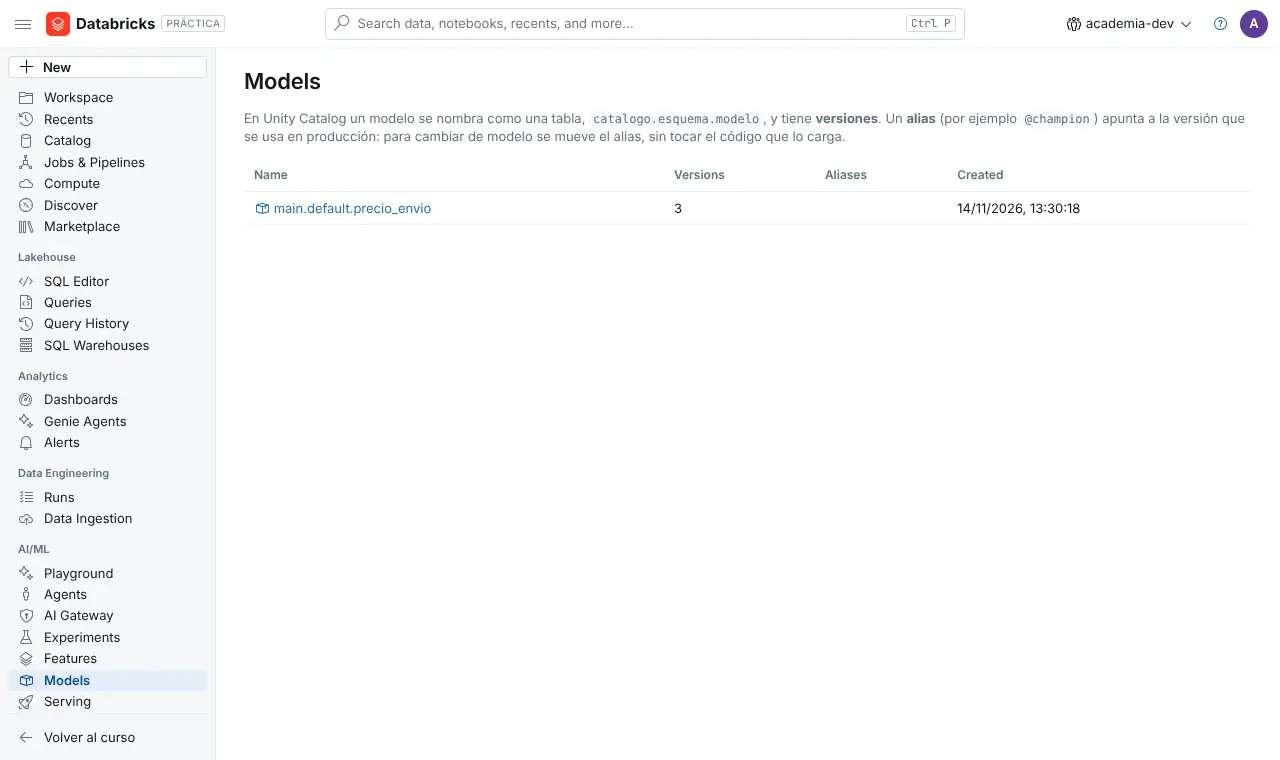 Databricks PRÁCTICA
Search data, notebooks, recents, and more... Ctrl P
academia-dev
A
New
Workspace
Recents
Catalog
Jobs & Pipelines
Compute
Discover
Marketplace
Lakehouse
SQL Editor
Queries
Query History
SQL Warehouses
Analytics
Dashboards
Genie Agents
Alerts
Data Engineering
Runs
Data Ingestion
AI/ML
Playground
Agents
AI Gateway
Experiments
Features
Models
Serving
Volver al curso
Models
En Unity Catalog un modelo se nombra como una tabla, catalogo.esquema.modelo , y tiene versiones. Un alias (por ejemplo @champion ) apunta a la versión que
se usa en producción: para cambiar de modelo se mueve el alias, sin tocar el código que lo carga.
Name Versions Aliases Created
main.default.precio_envio 3 14/11/2026, 13:30:18